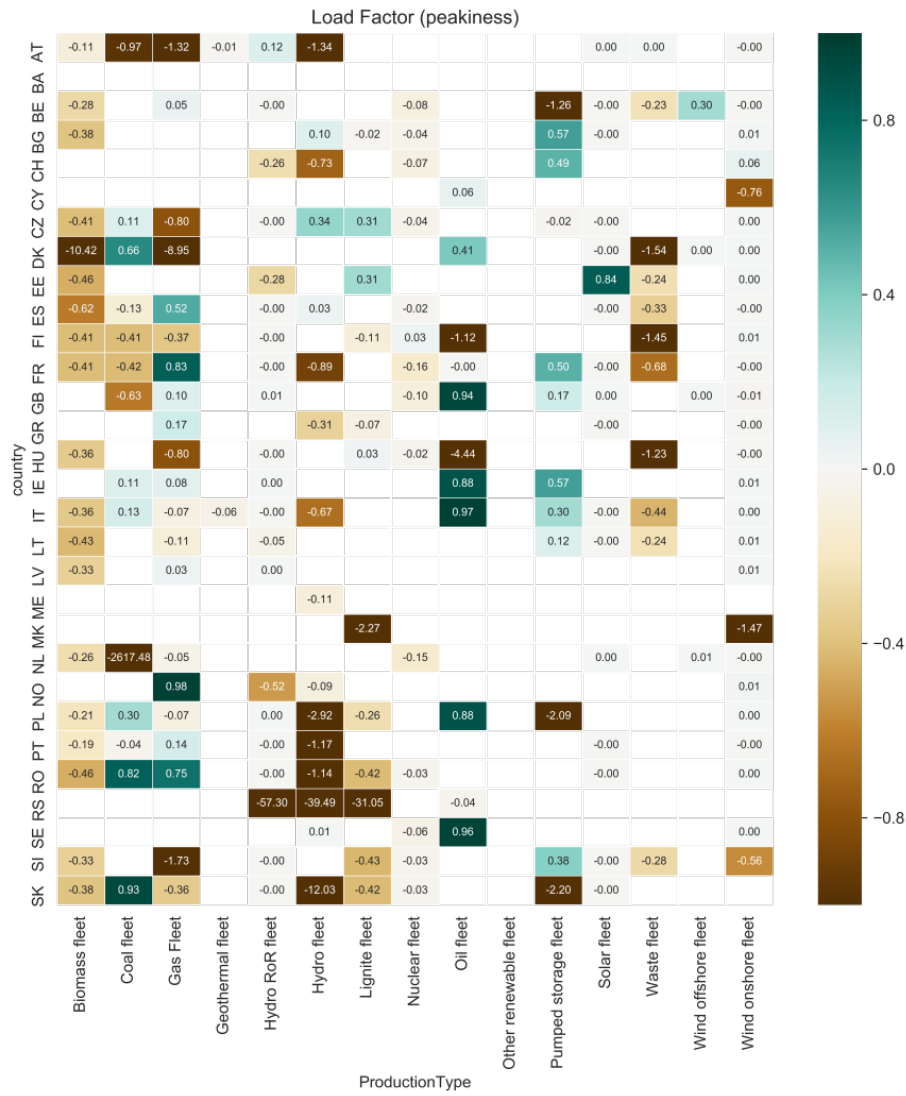 Load Factor (peakiness)
AT -0.11 -0.97 -1.32 -0.01 0.12 -1.34 0.00 0.00 -0.00
BA
BE -0.28 0.05 -0.00 -0.08 -1.26 -0.00 -0.23 0.30 -0.00
BG -0.38 0.10 -0.02 -0.04 0.57 -0.00 0.01
CH -0.26 -0.73 -0.07 0.49 0.06
CY 0.06 -0.76
CZ -0.41 0.11 -0.80 -0.00 0.34 0.31 -0.04 -0.02 -0.00 0.00
DK -10.42 0.66 -8.95 0.41 -0.00 -1.54 0.00 0.00
EE -0.46 -0.28 0.31 0.84 -0.24 0.00
ES -0.62 -0.13 0.52 -0.00 0.03 -0.02 -0.00 -0.33 -0.00
FI -0.41 -0.41 -0.37 -0.00 -0.11 0.03 -1.12 -1.45 0.01
FR -0.41 -0.42 0.83 -0.00 -0.89 -0.16 -0.00 0.50 -0.00 -0.68 -0.00
GB -0.63 0.10 0.01 -0.10 0.94 0.17 0.00 0.00 -0.01
GR 0.17 -0.31 -0.07 -0.00 -0.00
HU -0.36 -0.80 -0.00 0.03 -0.02 -4.44 -1.23 -0.00
IE 0.11 0.08 0.00 0.88 0.57 0.01
IT -0.36 0.13 -0.07 -0.06 -0.00 -0.67 0.97 0.30 -0.00 -0.44 0.00
LT -0.43 -0.11 -0.05 0.12 -0.00 -0.24 0.01
LV -0.33 0.03 0.00 0.01
ME -0.11
MK -2.27 -1.47
NL -0.26 -2617.48 -0.05 -0.15 0.00 0.01 -0.00
NO 0.98 -0.52 -0.09 0.01
PL -0.21 0.30 -0.07 0.00 -2.92 -0.26 0.88 -2.09 0.00
PT -0.19 -0.04 0.14 -0.00 -1.17 -0.00 -0.00
RO -0.46 0.82 0.75 -0.00 -1.14 -0.42 -0.03 -0.00 0.00
RS -57.30 -39.49 -31.05 -0.04
SE 0.01 -0.06 0.96 0.00
SI -0.33 -1.73 -0.00 -0.43 -0.03 0.38 -0.00 -0.28 -0.56
SK -0.38 0.93 -0.36 -0.00 -12.03 -0.42 -0.03 -2.20 -0.00
country
Biomass fleet
Coal fleet
Gas Fleet
Geothermal fleet
Hydro RoR fleet
Hydro fleet
Lignite fleet
Nuclear fleet
Oil fleet
Other renewable fleet
Pumped storage fleet
Solar fleet
Waste fleet
Wind offshore fleet
Wind onshore fleet
ProductionType
0.8
0.4
0.0
−0.4
−0.8